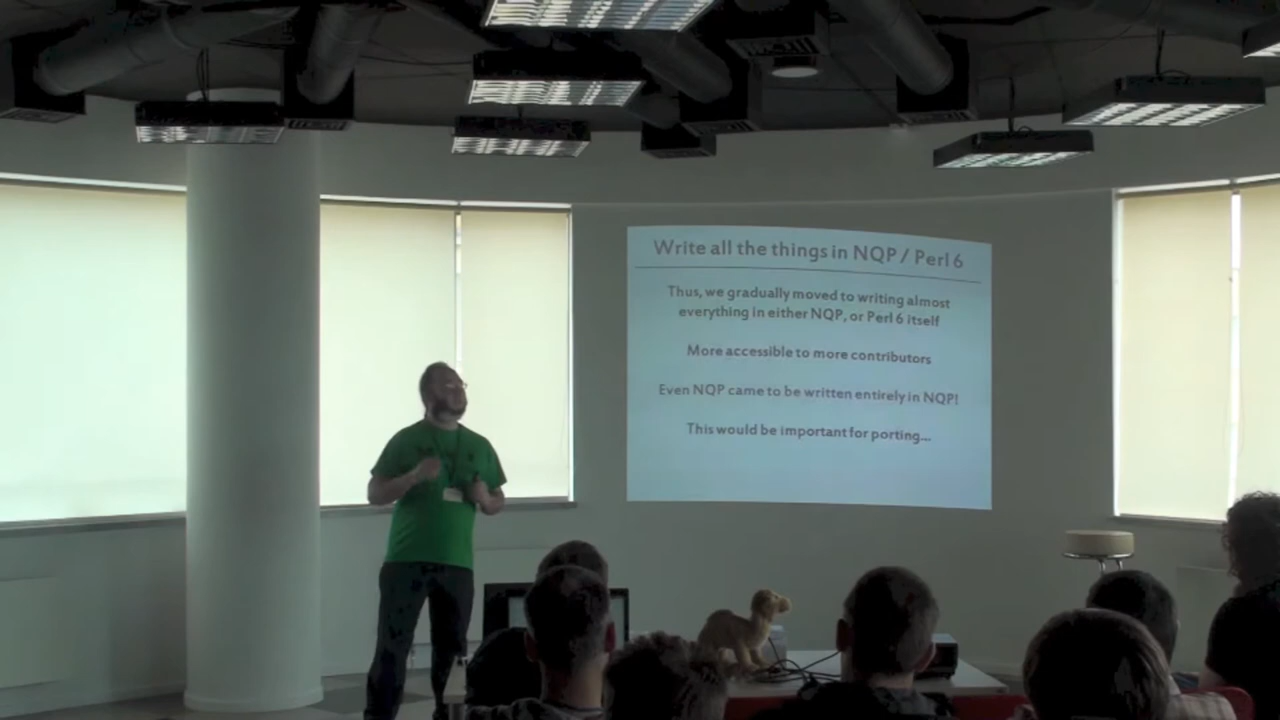 Write all the things in NQP / Perl 6
Thus, we gradually moved to writing almost
everything in either NQP, or Perl 6 itself
More accessible to more contributors
Even NQP came to be written entirely in NQP!
This would be important for porting...